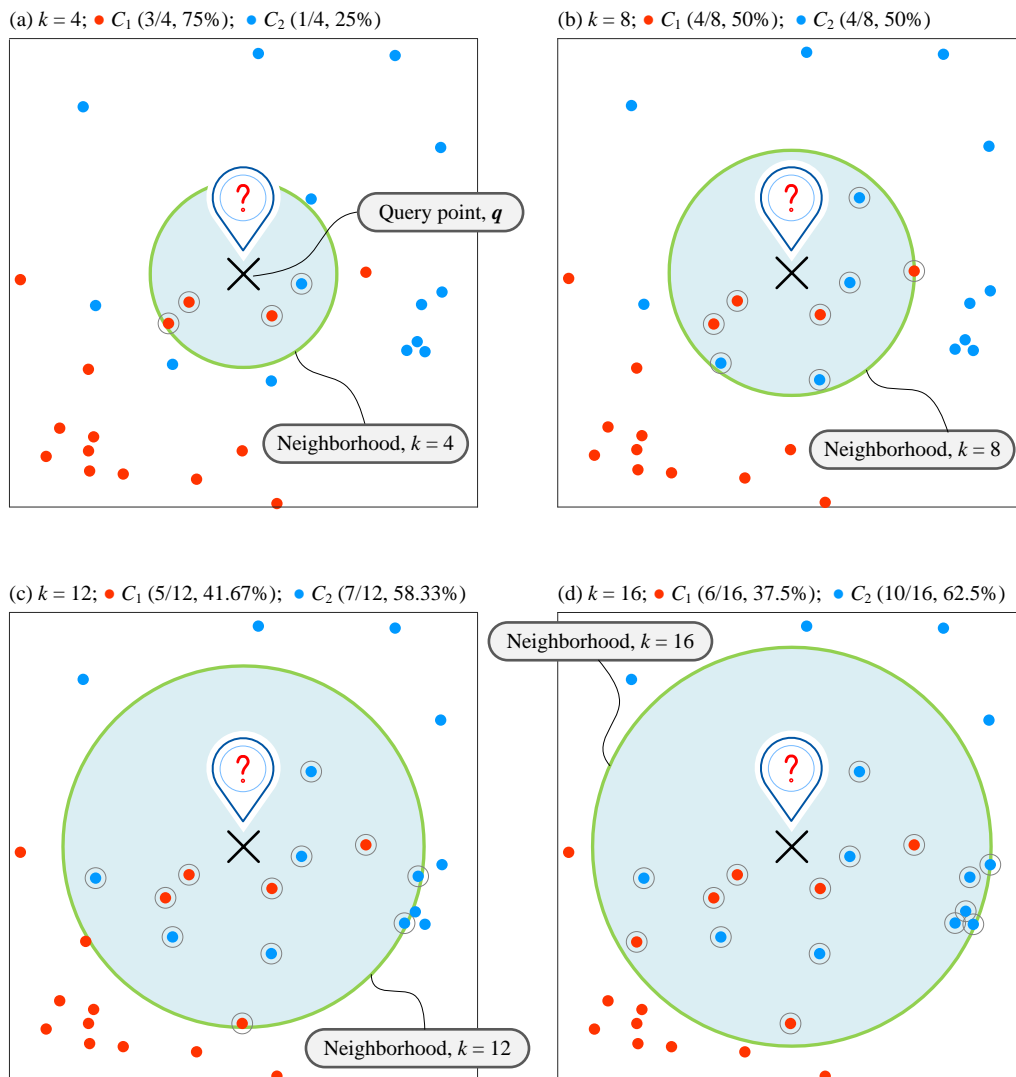 (a) k = 4; C1 (3/4, 75%); C2 (1/4, 25%)
(b) k = 8; C1 (4/8, 50%) C2 (4/8, 50%)
?
Query point, q
Neighborhood, k = 4
?
Neighborhood, k = 8
(c) k = 12; C1 (5/12, 41.67%); C2 (7/12, 58.33%)
(d) k = 16; C1 (6/16, 37.5%); C2 (10/16, 62.5%)
?
Neighborhood, k = 12
Neighborhood, k = 16
?